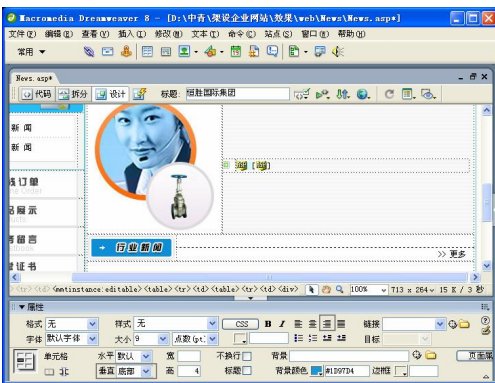 Macromedia Dreamweaver 8 - [D:\中青\架设企业网站\效果\web\News\News.asp*]
文件(F) 编辑(E) 查看(V) 插入(I) 修改(M) 文本(T) 命令(C) 站点(S) 窗口(W) 帮助(H)
常用
News.asp*
代码 拆分 设计 标题: 恒胜国际集团
新 闻
新 闻
订单
展示
留言
证书
→ 行业新闻
>> 更多
<tr><td><mmtinstance:editable><table><tr><td><table><tr><td><div> 100% 713 x 264 15 K / 3 秒
属性
格式 无 样式 无 CSS B I 链接
字体 默认字体 大小 9 点数(pt) 目标
单元格 水平 默认 宽 不换行 背景 页面属
垂直 底部 高 4 标题 背景颜色 #1D97D4 边框